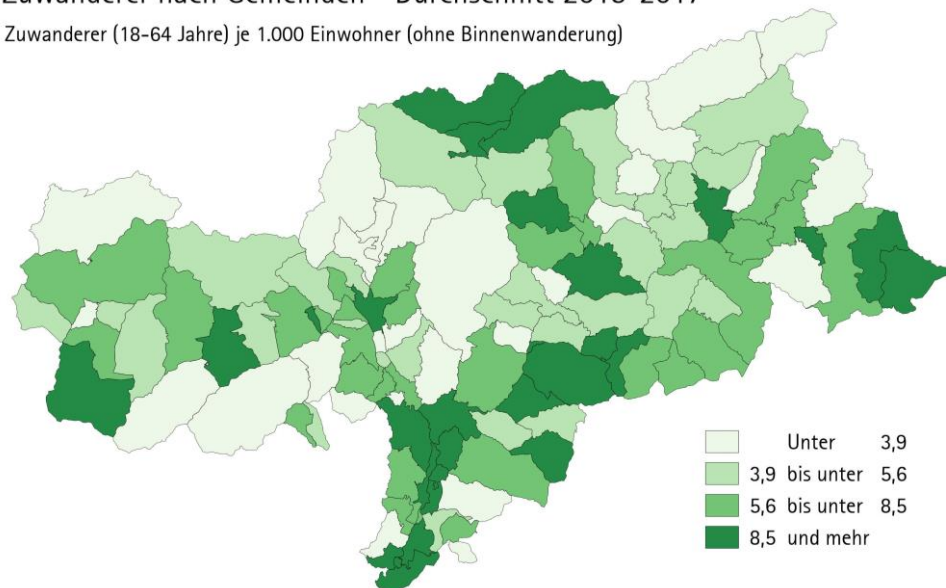 Zuwanderer nach Gemeinden - Durchschnitt
Zuwanderer (18-64 Jahre) je 1.000 Einwohner (ohne Binnenwanderung)
Unter 3,9
3,9 bis unter 5,6
5,6 bis unter 8,5
8,5 und mehr